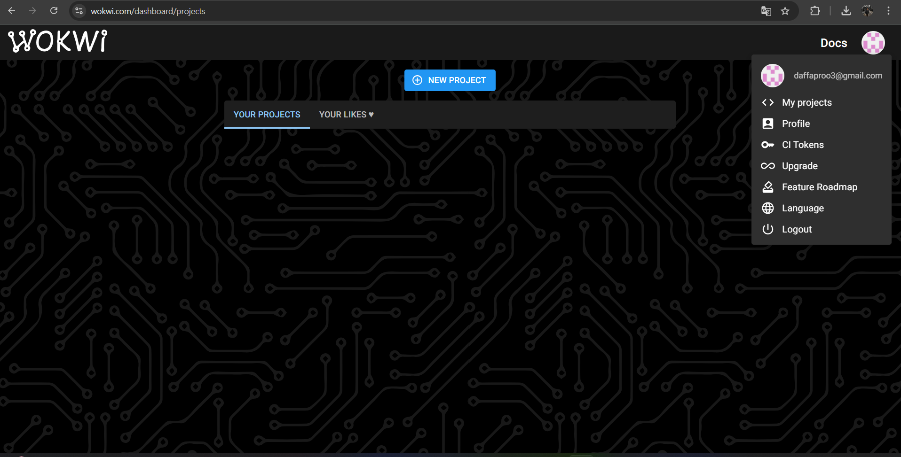 wokwi.com/dashboard/projects
WOKWI
Docs
NEW PROJECT
YOUR PROJECTS
YOUR LIKES ♥
daffaproo3@gmail.com
My projects
Profile
CI Tokens
Upgrade
Feature Roadmap
Language
Logout